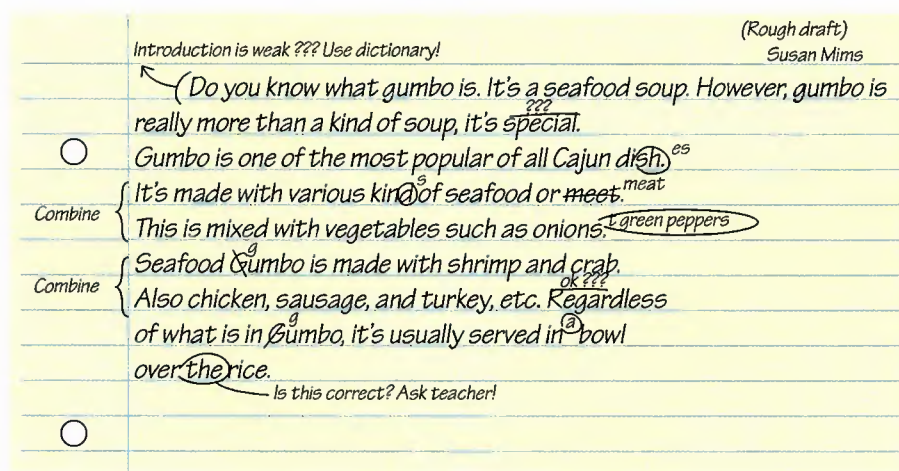 (Rough draft)
Introduction is weak ??? Use dictionary!
Susan Mims
(Do you know what gumbo is. It's a seafood soup. However, gumbo is
???
really more than a kind of soup, it's special.
Gumbo is one of the most popular of all Cajun dish. es
s
It's made with various kind of seafood or meet. meat
Combine
This is mixed with vegetables such as onions. + green peppers
g
Seafood Gumbo is made with shrimp and crab.
Combine
ok ???
Also chicken, sausage, and turkey, etc. Regardless
g
of what is in Gumbo, it's usually served in a bowl
over the rice.
Is this correct? Ask teacher!